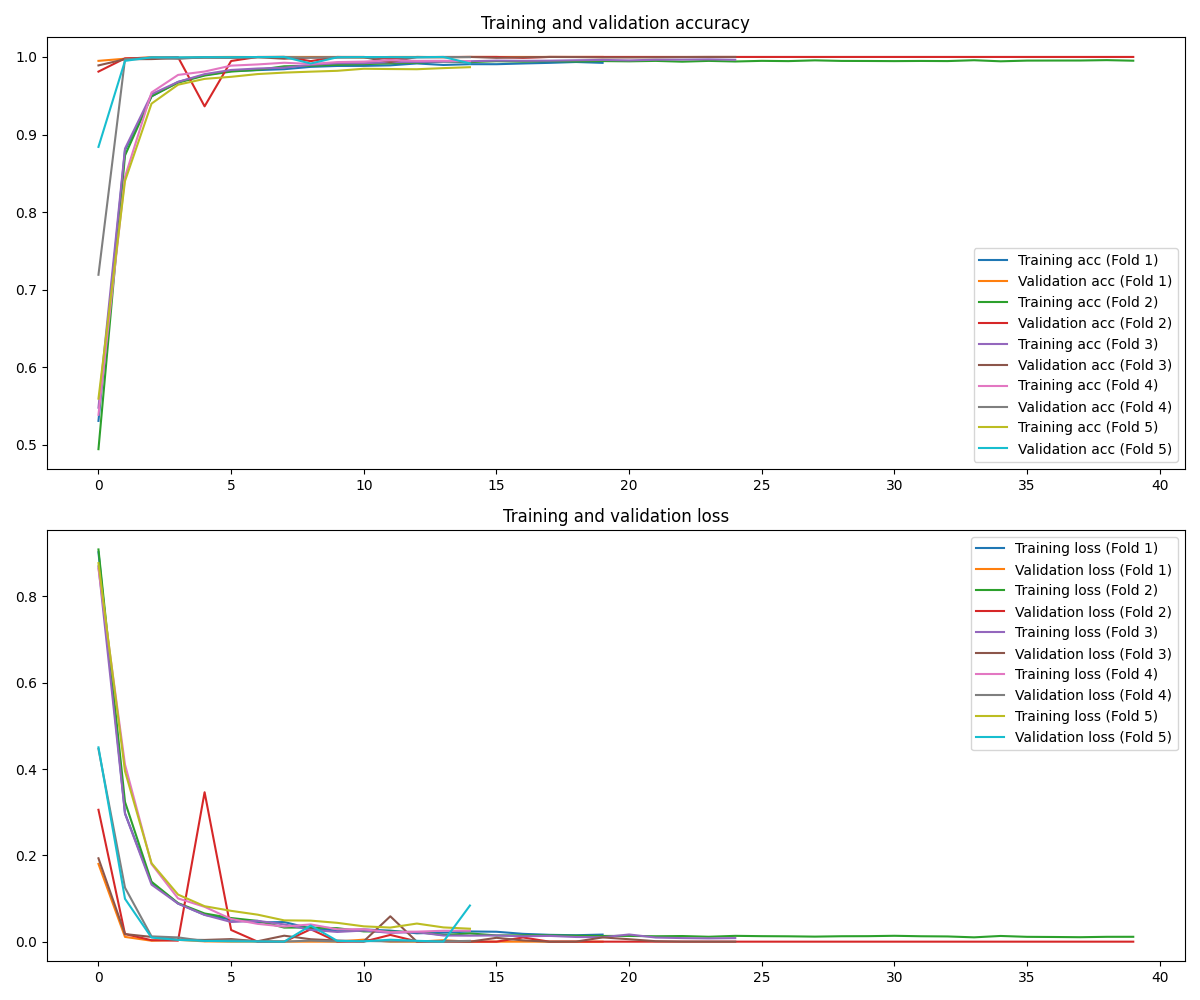 Training and validation accuracy
1.0
0.9
0.8
0.7
0.6
0.5
Training acc (Fold 1)
Validation acc (Fold 1)
Training acc (Fold 2)
Validation acc (Fold 2)
Training acc (Fold 3)
Validation acc (Fold 3)
Training acc (Fold 4)
Validation acc (Fold 4)
Training acc (Fold 5)
Validation acc (Fold 5)
0 5 10 15 20 25 30 35 40
Training and validation loss
0.8
0.6
0.4
0.2
0.0
Training loss (Fold 1)
Validation loss (Fold 1)
Training loss (Fold 2)
Validation loss (Fold 2)
Training loss (Fold 3)
Validation loss (Fold 3)
Training loss (Fold 4)
Validation loss (Fold 4)
Training loss (Fold 5)
Validation loss (Fold 5)
0 5 10 15 20 25 30 35 40